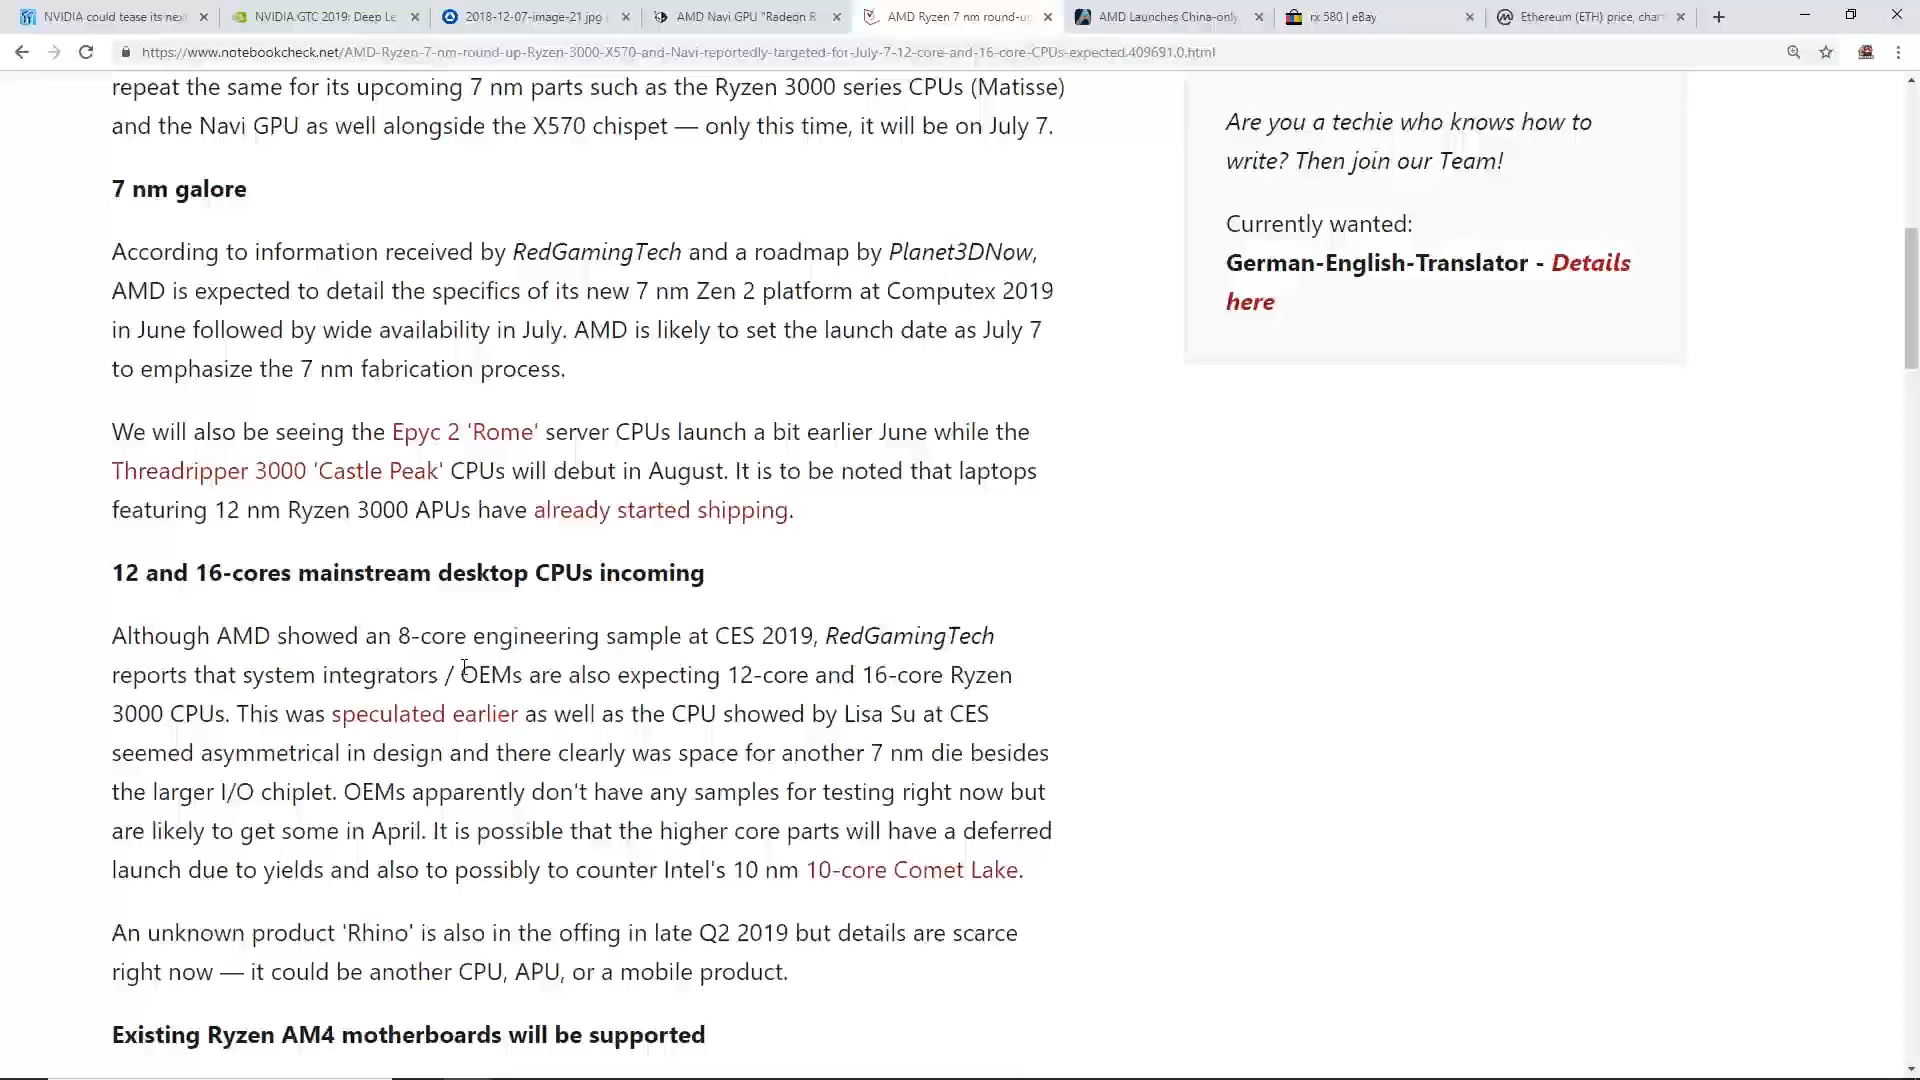 NVIDIA could tease its nex
NVIDIA GTC 2019: Deep Le
2018-12-07-image-21.jpg
AMD Navi GPU "Radeon R
AMD Ryzen 7 nm round-u
AMD Launches China-only
rx 580 | eBay
Ethereum (ETH) price, char
https://www.notebookcheck.net/AMD-Ryzen-7-nm-round-up-Ryzen-3000-X570-and-Navi-reportedly-targeted-for-July-7-12-core-and-16-core-CPUs-expected.409691.0.html
repeat the same for its upcoming 7 nm parts such as the Ryzen 3000 series CPUs (Matisse)
and the Navi GPU as well alongside the X570 chispet — only this time, it will be on July 7.
7 nm galore
According to information received by RedGamingTech and a roadmap by Planet3DNow,
AMD is expected to detail the specifics of its new 7 nm Zen 2 platform at Computex 2019
in June followed by wide availability in July. AMD is likely to set the launch date as July 7
to emphasize the 7 nm fabrication process.
We will also be seeing the Epyc 2 'Rome' server CPUs launch a bit earlier June while the
Threadripper 3000 'Castle Peak' CPUs will debut in August. It is to be noted that laptops
featuring 12 nm Ryzen 3000 APUs have already started shipping.
12 and 16-cores mainstream desktop CPUs incoming
Although AMD showed an 8-core engineering sample at CES 2019, RedGamingTech
reports that system integrators / OEMs are also expecting 12-core and 16-core Ryzen
3000 CPUs. This was speculated earlier as well as the CPU showed by Lisa Su at CES
seemed asymmetrical in design and there clearly was space for another 7 nm die besides
the larger I/O chiplet. OEMs apparently don't have any samples for testing right now but
are likely to get some in April. It is possible that the higher core parts will have a deferred
launch due to yields and also to possibly to counter Intel's 10 nm 10-core Comet Lake.
An unknown product 'Rhino' is also in the offing in late Q2 2019 but details are scarce
right now — it could be another CPU, APU, or a mobile product.
Existing Ryzen AM4 motherboards will be supported
Are you a techie who knows how to
write? Then join our Team!
Currently wanted:
German-English-Translator - Details
here